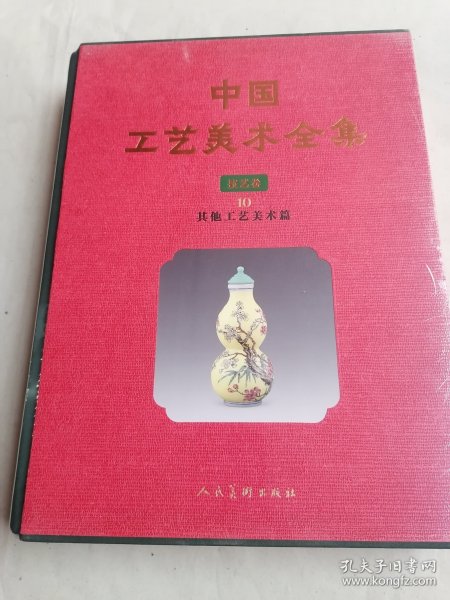 中国
工艺美术全集
技艺卷
10
其他工艺美术篇
人民美术出版社
孔夫子旧书网
www.kongfz.com